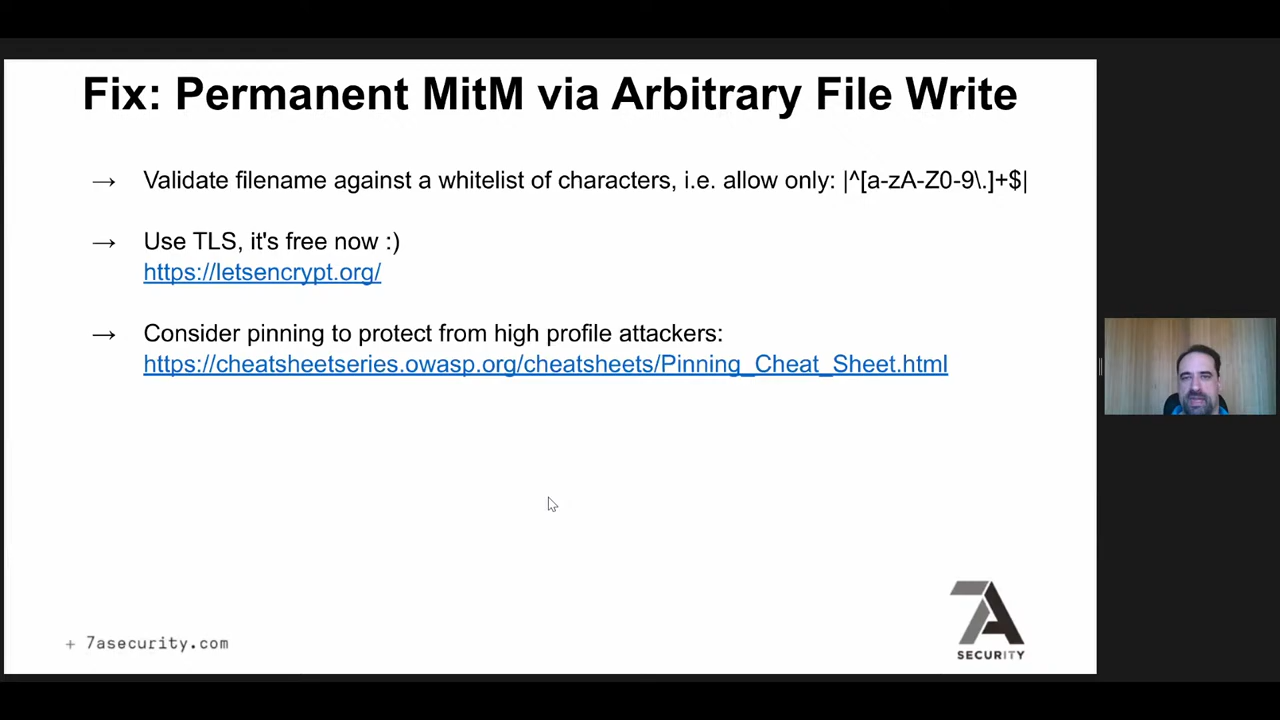 Fix: Permanent MitM via Arbitrary File Write
→ Validate filename against a whitelist of characters, i.e. allow only: |^[a-zA-Z0-9\.]+$|
→ Use TLS, it's free now :)
https://letsencrypt.org/
→ Consider pinning to protect from high profile attackers:
https://cheatsheetseries.owasp.org/cheatsheets/Pinning_Cheat_Sheet.html
+ 7asecurity.com
7A
SECURITY